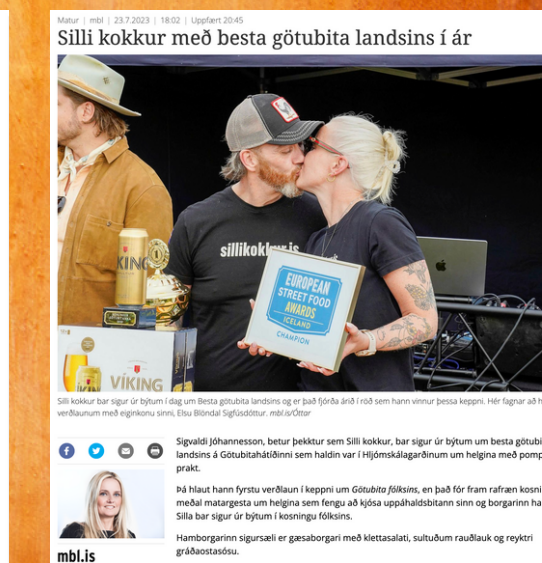 Matur | mbl | 23.7.2023 | 18:02 | Uppfært 20:45
Silli kokkur með besta götubita landsins í ár
sillikokkur.is
KING
EUROPEAN
STREET FOOD
AWARDS
ICELAND
CHAMPION
VÍKING
Silli kokkur bar sigur úr býtum í dag um Besta götubita landsins og er það fjórða árið í röð sem hann vinnur þessa keppni. Hér fagnar að
verðlaunum með eiginkonu sinni, Elsu Blöndal Sigfúsdóttur. mbl.is/Óttar
Sigvaldi Jóhannesson, betur þekktur sem Silli kokkur, bar sigur úr býtum um besta götubi
landsins á Götubitahátíðinni sem haldin var í Hljómskálagarðinum um helgina með pomp
prakt.
Þá hlaut hann fyrstu verðlaun í keppni um Götubita fólksins, en það fór fram rafræn kosni
meðal matargesta um helgina sem fengu að kjósa uppáhaldsbitann sinn og borgarinn ha
Silla bar sigur úr býtum í kosningu fólksins.
Hamborgarinn sigursæli er gæsaborgari með klettasalati, sultuðum rauðlauk og reyktri
gráðaostasósu.
mbl.is